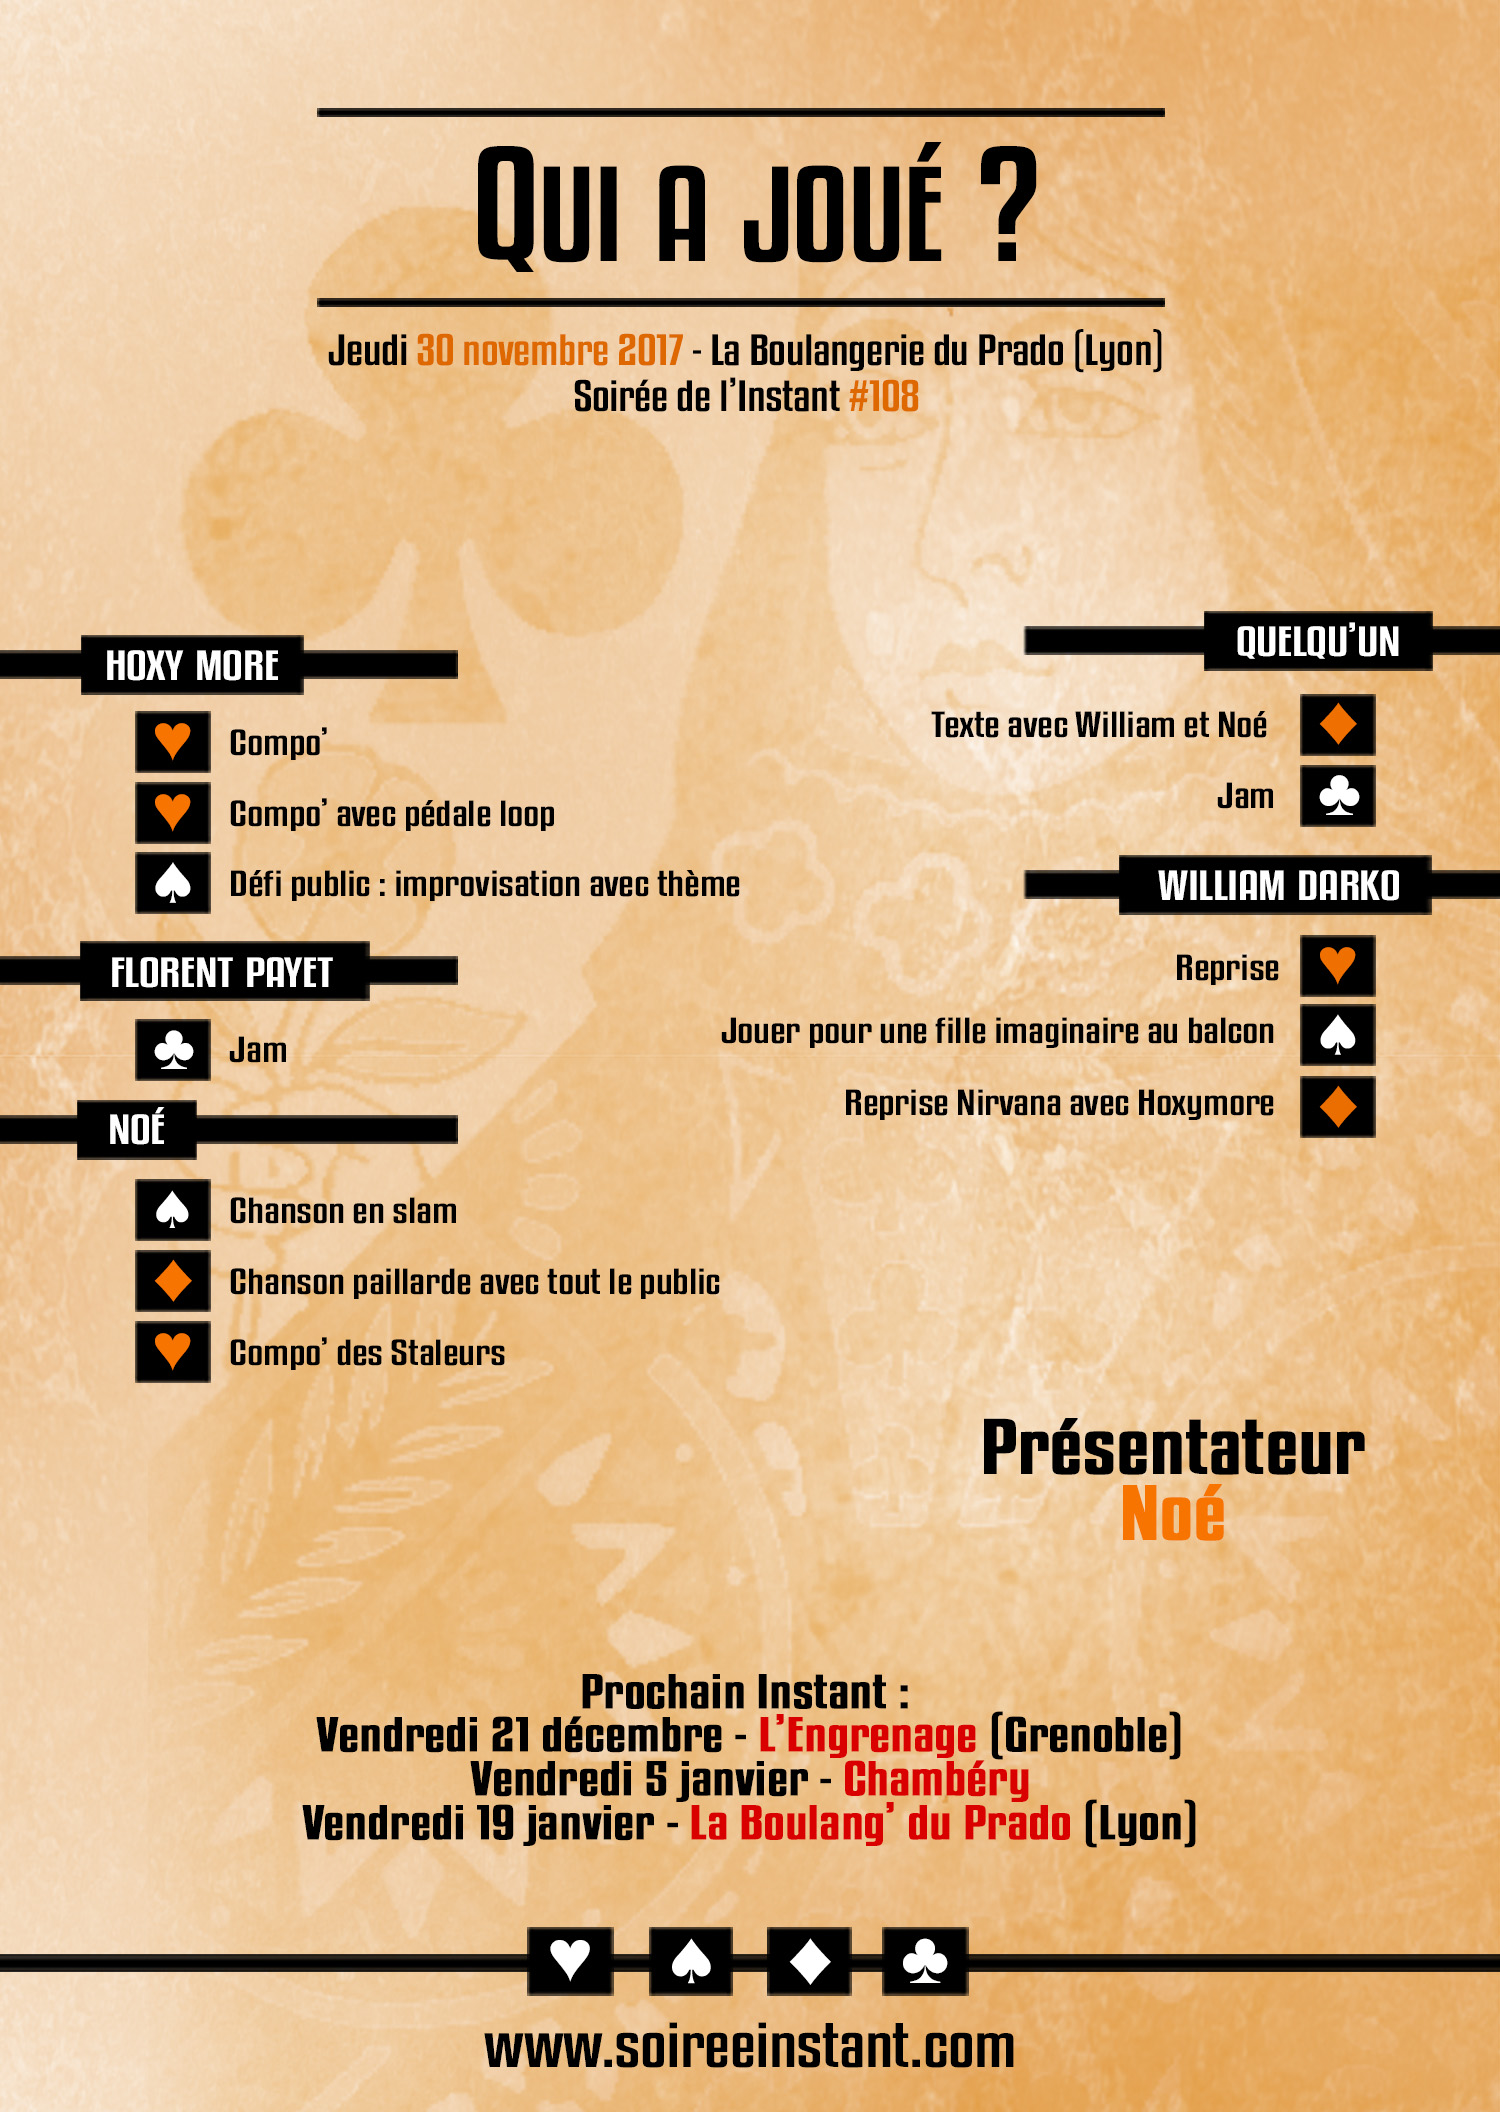 Qui a joué ?
Jeudi 30 novembre 2017 - La Boulangerie du Prado (Lyon)
Soirée de l'Instant #108
HOXY MORE
Compo'
Compo' avec pédale loop
Défi public : improvisation avec thème
FLORENT PAYET
Jam
NOÉ
Chanson en slam
Chanson paillarde avec tout le public
Compo' des Staleurs
QUELQU'UN
Texte avec William et Noé
Jam
WILLIAM DARKO
Reprise
Jouer pour une fille imaginaire au balcon
Reprise Nirvana avec Hoxymore
Présentateur
Noé
Prochain Instant :
Vendredi 21 décembre - L'Engrenage (Grenoble)
Vendredi 5 janvier - Chambéry
Vendredi 19 janvier - La Boulang' du Prado (Lyon)
www.soireeinstant.com